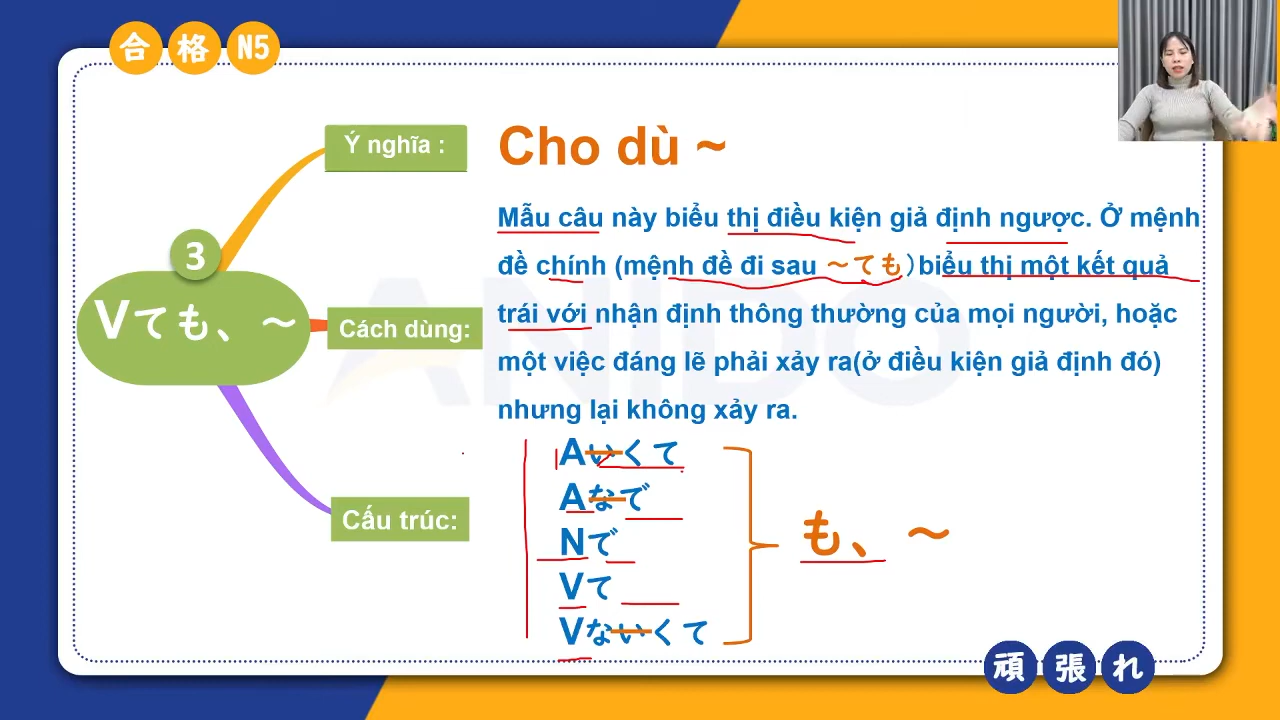 合格 N5
Ý nghĩa :
Cho dù ~
Mẫu câu này biểu thị điều kiện giả định ngược. Ở mệnh
đề chính (mệnh đề đi sau ～ても)biểu thị một kết quả
trái với nhận định thông thường của mọi người, hoặc
một việc đáng lẽ phải xảy ra(ở điều kiện giả định đó)
nhưng lại không xảy ra.
3
Vても、～
Cách dùng:
ANIDO
Cấu trúc:
Aいくて
Aなで
Nで
Vて
Vないくて
も、～
頑張れ